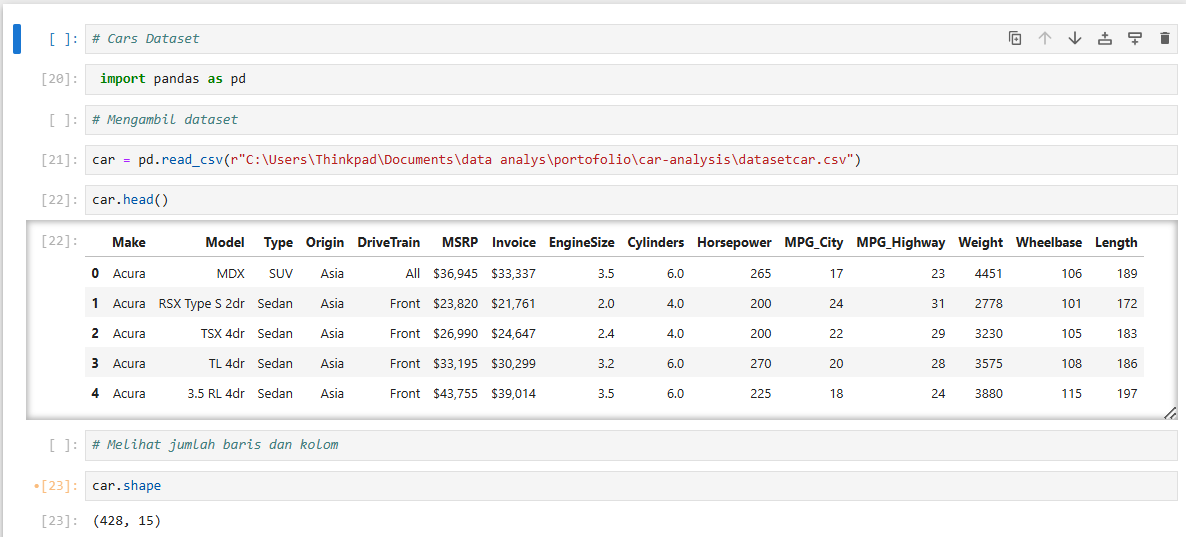 [ ]: # Cars Dataset
[20]: import pandas as pd
[ ]: # Mengambil dataset
[21]: car = pd.read_csv(r"C:\Users\Thinkpad\Documents\data analys\portofolio\car-analysis\datasetcar.csv")
[22]: car.head()
[22]: Make Model Type Origin DriveTrain MSRP Invoice EngineSize Cylinders Horsepower MPG_City MPG_Highway Weight Wheelbase Length
0 Acura MDX SUV Asia All $36,945 $33,337 3.5 6.0 265 17 23 4451 106 189
1 Acura RSX Type S 2dr Sedan Asia Front $23,820 $21,761 2.0 4.0 200 24 31 2778 101 172
2 Acura TSX 4dr Sedan Asia Front $26,990 $24,647 2.4 4.0 200 22 29 3230 105 183
3 Acura TL 4dr Sedan Asia Front $33,195 $30,299 3.2 6.0 270 20 28 3575 108 186
4 Acura 3.5 RL 4dr Sedan Asia Front $43,755 $39,014 3.5 6.0 225 18 24 3880 115 197
[ ]: # Melihat jumlah baris dan kolom
•[23]: car.shape
[23]: (428, 15)